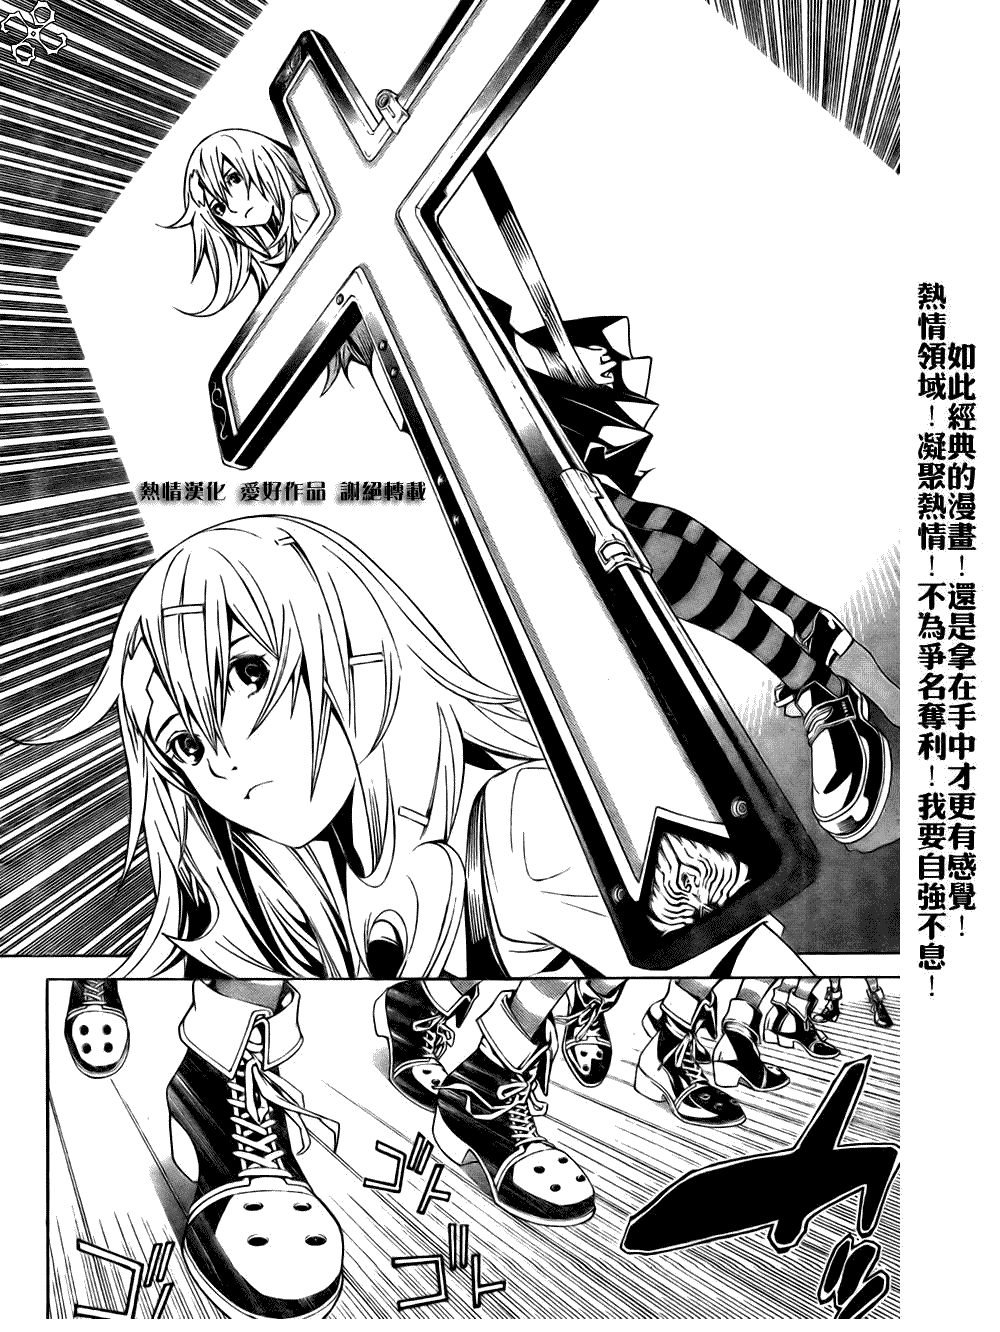 如此經典的漫畫！還是拿在手中才更有感覺！
熱情領域！凝聚熱情！不為爭名奪利！我要自強不息！
熱情漢化 愛好作品 謝絕轉載
ゴト
ゴト
ゴッ